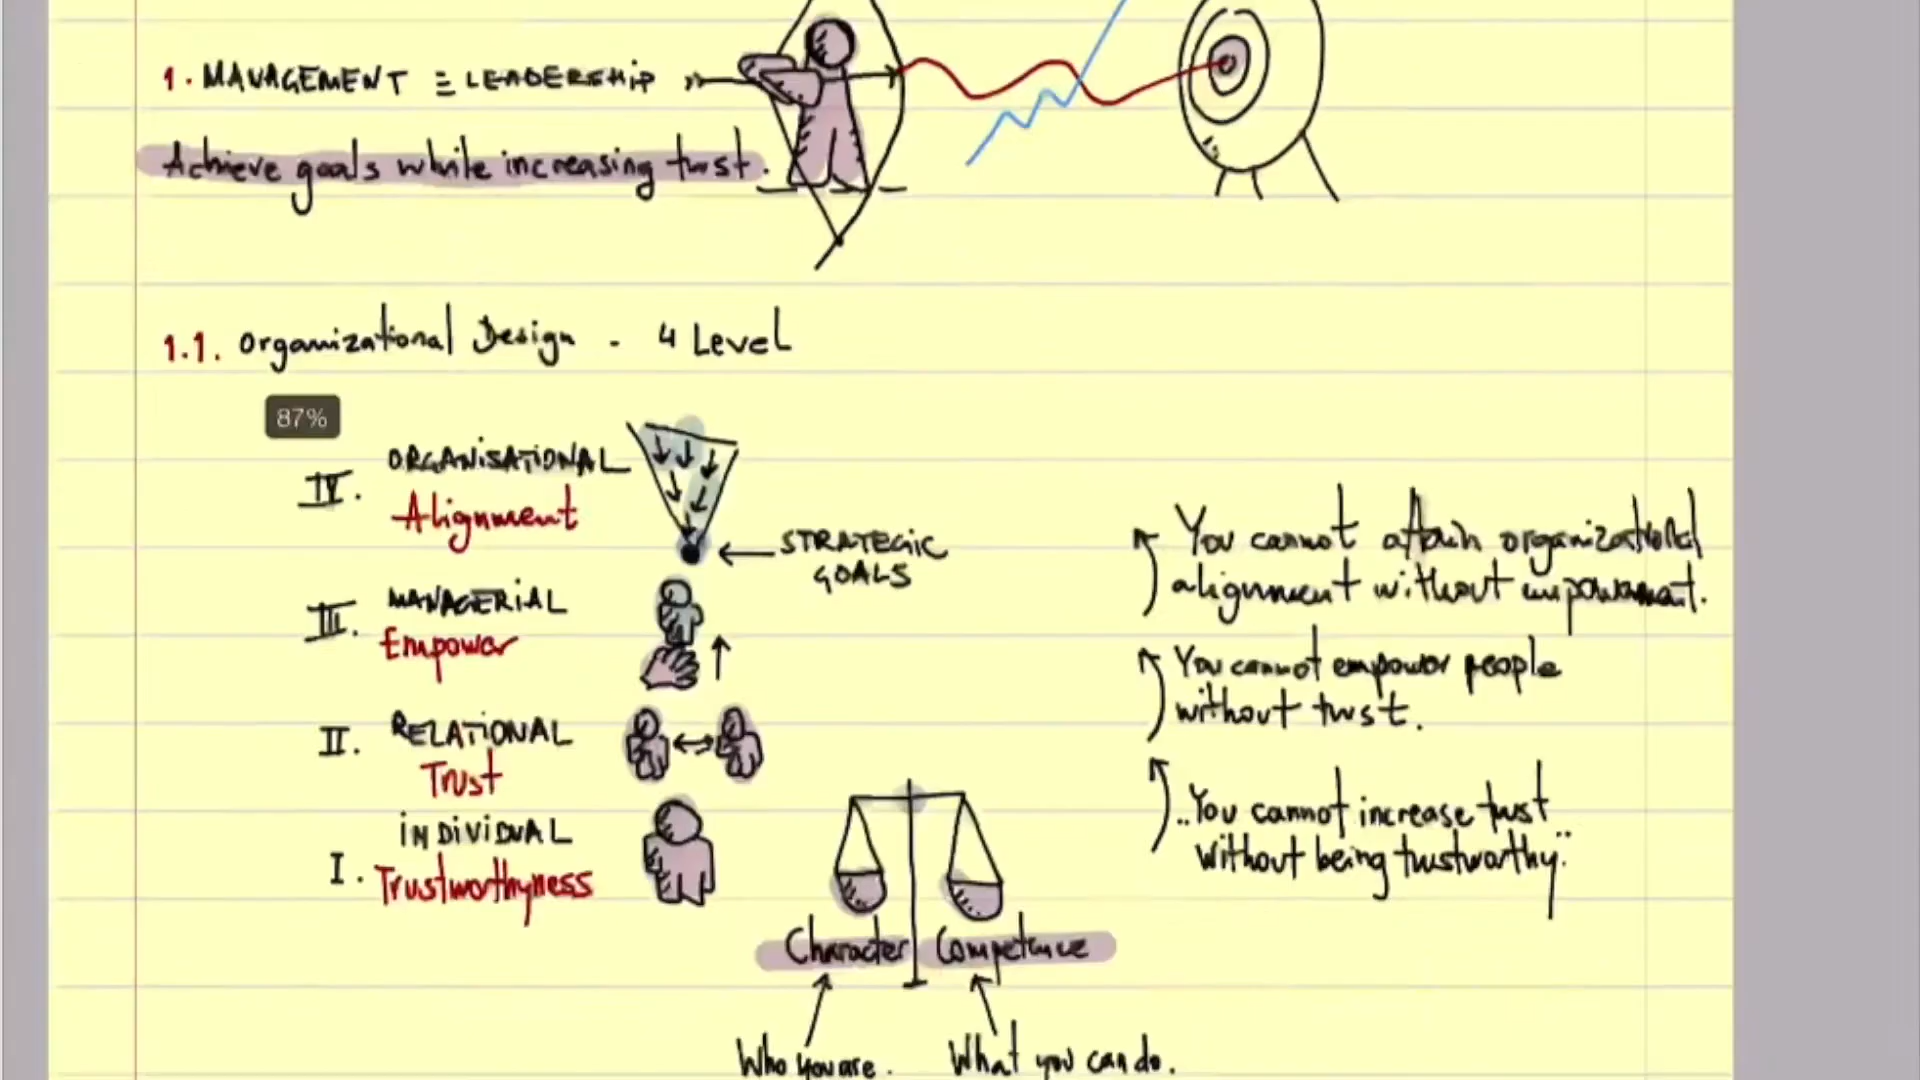 1. MANAGEMENT ≡ LEADERSHIP
Achieve goals while increasing trust.
1.1. Organizational Design - 4 Level
87%
IV. ORGANISATIONAL
Alignment
STRATEGIC
GOALS
III. MANAGERIAL
Empower
II. RELATIONAL
Trust
I. INDIVIDUAL
Trustworthyness
You cannot attain organizational
alignment without empowerment.
You cannot empower people
without trust.
"You cannot increase trust
without being trustworthy."
Character Competence
Who you are. What you can do.